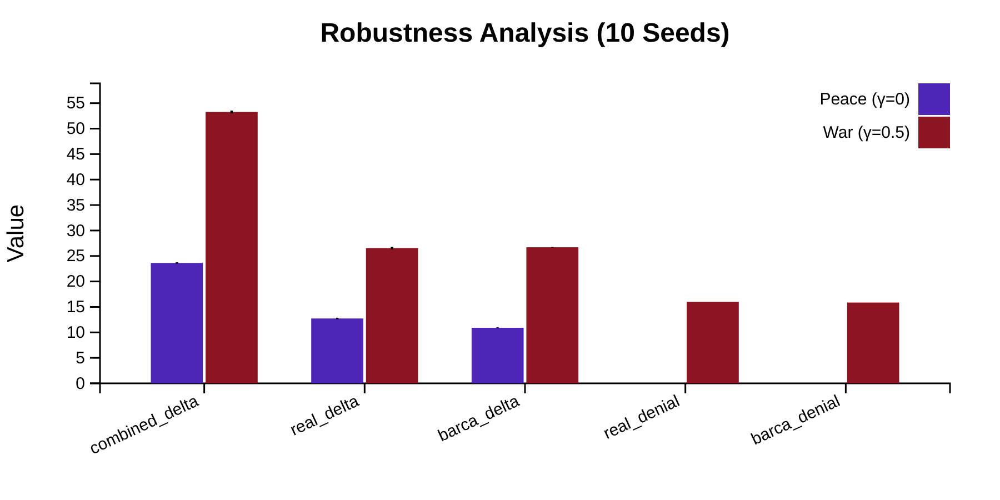 Robustness Analysis (10 Seeds)
Peace (γ=0)
War (γ=0.5)
Value
55
50
45
40
35
30
25
20
15
10
5
0
combined_delta
real_delta
barca_delta
real_denial
barca_denial